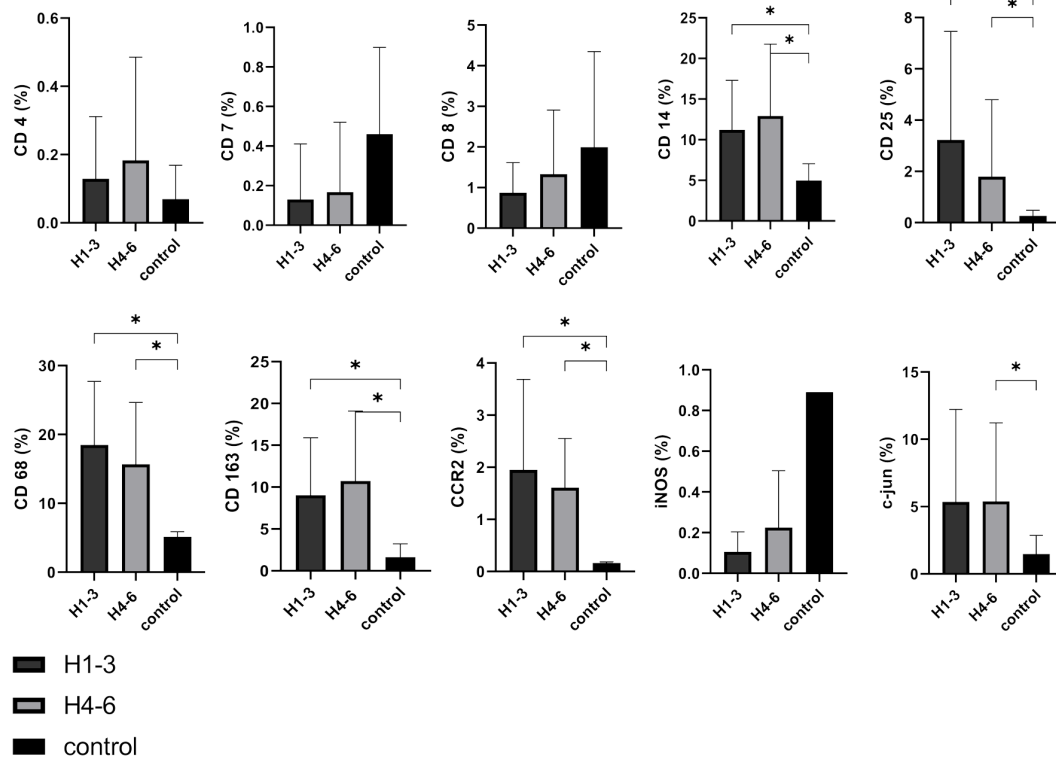 CD 4 (%)
0.6
0.4
0.2
0.0
H1-3
H4-6
control
CD 7 (%)
1.0
0.8
0.6
0.4
0.2
0.0
H1-3
H4-6
control
CD 8 (%)
5
4
3
2
1
0
H1-3
H4-6
control
CD 14 (%)
25
20
15
10
5
0
*
*
H1-3
H4-6
control
CD 25 (%)
8
6
4
2
0
*
H1-3
H4-6
control
CD 68 (%)
30
20
10
0
*
*
H1-3
H4-6
control
CD 163 (%)
25
20
15
10
5
0
*
*
H1-3
H4-6
control
CCR2 (%)
4
3
2
1
0
*
*
H1-3
H4-6
control
iNOS (%)
1.0
0.8
0.6
0.4
0.2
0.0
H1-3
H4-6
control
c-jun (%)
15
10
5
0
*
H1-3
H4-6
control
H1-3
H4-6
control